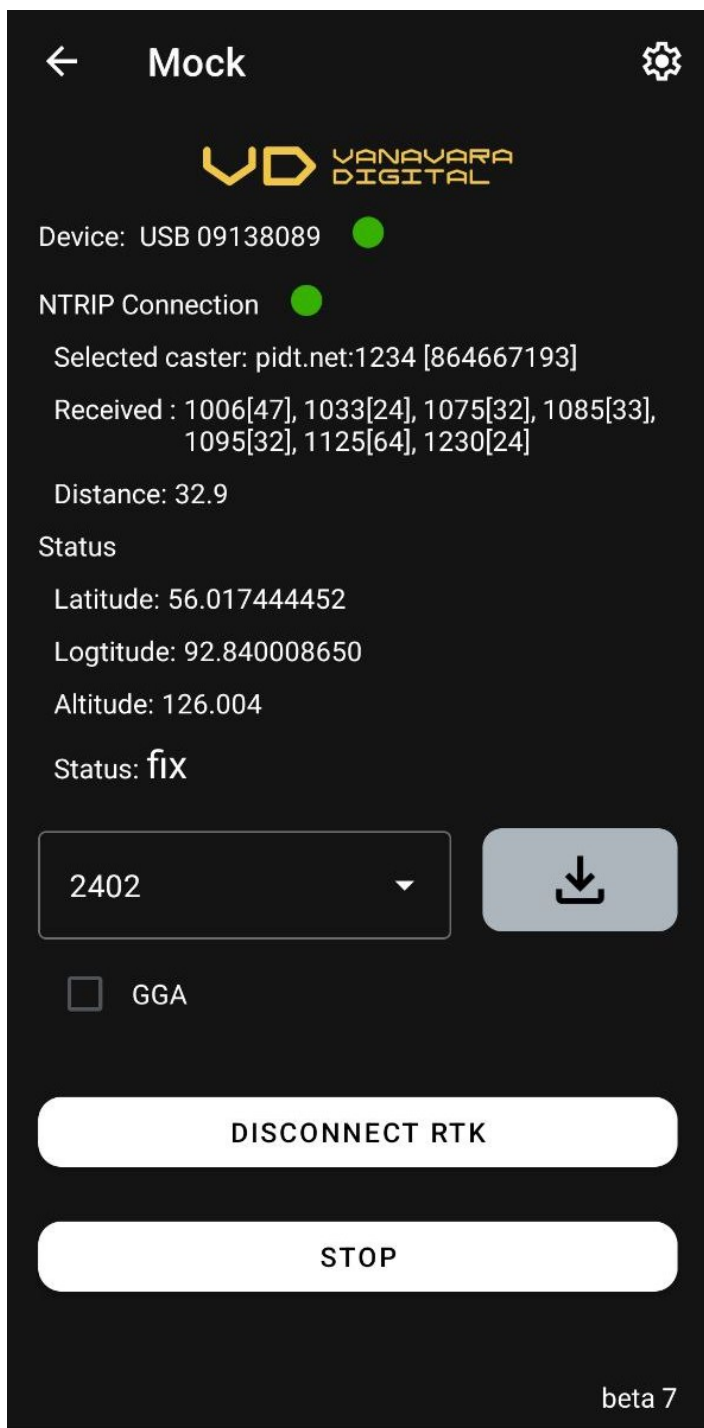 Mock
VANAVARA
DIGITAL
Device: USB 09138089
NTRIP Connection
Selected caster: pidt.net:1234 [864667193]
Received : 1006[47], 1033[24], 1075[32], 1085[33],
1095[32], 1125[64], 1230[24]
Distance: 32.9
Status
Latitude: 56.017444452
Logtitude: 92.840008650
Altitude: 126.004
Status: fix
2402
GGA
DISCONNECT RTK
STOP
beta 7